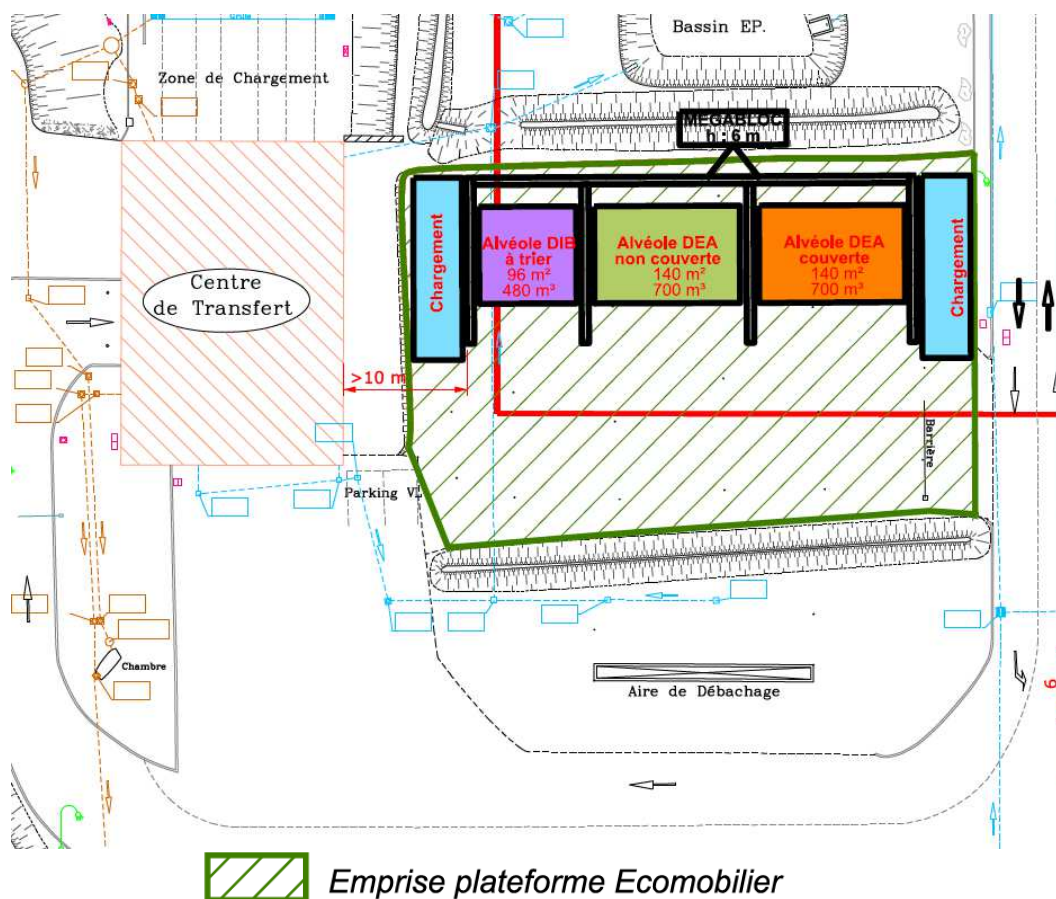 Bassin EP.
Zone de Chargement
MEGABLOC
h : 6 m
Chargement
Alvéole DIB
à trier
96 m²
480 m³
Alvéole DEA
non couverte
140 m²
700 m³
Alvéole DEA
couverte
140 m²
700 m³
Chargement
Centre
de Transfert
>10 m
Barrière
Parking VL
Chambre
Aire de Débachage
6
Emprise plateforme Ecomobilier